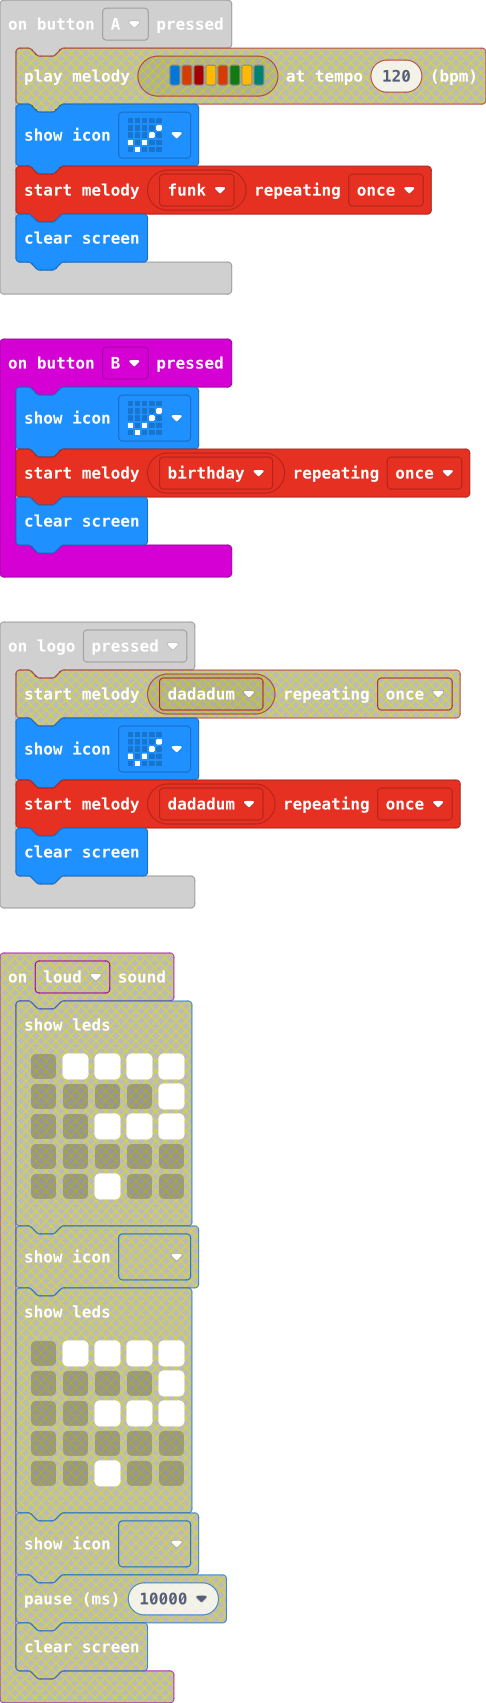 on button A pressed
play melody at tempo 120 (bpm)
show icon
start melody funk repeating once
clear screen
on button B pressed
show icon
start melody birthday repeating once
clear screen
on logo pressed
start melody dadadum repeating once
show icon
start melody dadadum repeating once
clear screen
on loud sound
show leds
show icon
show leds
show icon
pause (ms) 10000
clear screen